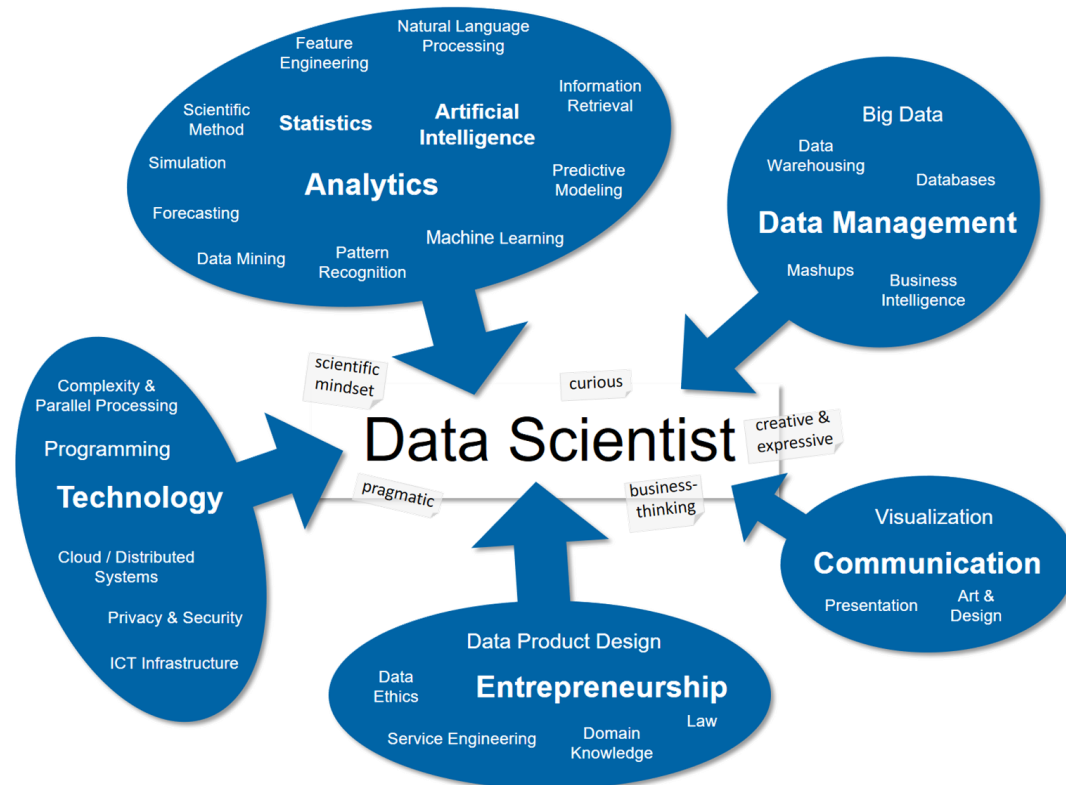 Natural Language
Processing
Feature
Engineering
Information
Retrieval
Scientific
Method
Statistics
Artificial
Intelligence
Simulation
Analytics
Predictive
Modeling
Forecasting
Machine Learning
Data Mining
Pattern
Recognition
Big Data
Data
Warehousing
Databases
Data Management
Mashups
Business
Intelligence
scientific
mindset
curious
Data Scientist
creative &
expressive
pragmatic
business-
thinking
Complexity &
Parallel Processing
Programming
Technology
Cloud / Distributed
Systems
Privacy & Security
ICT Infrastructure
Visualization
Communication
Presentation
Art &
Design
Data Product Design
Data
Ethics
Entrepreneurship
Law
Service Engineering
Domain
Knowledge